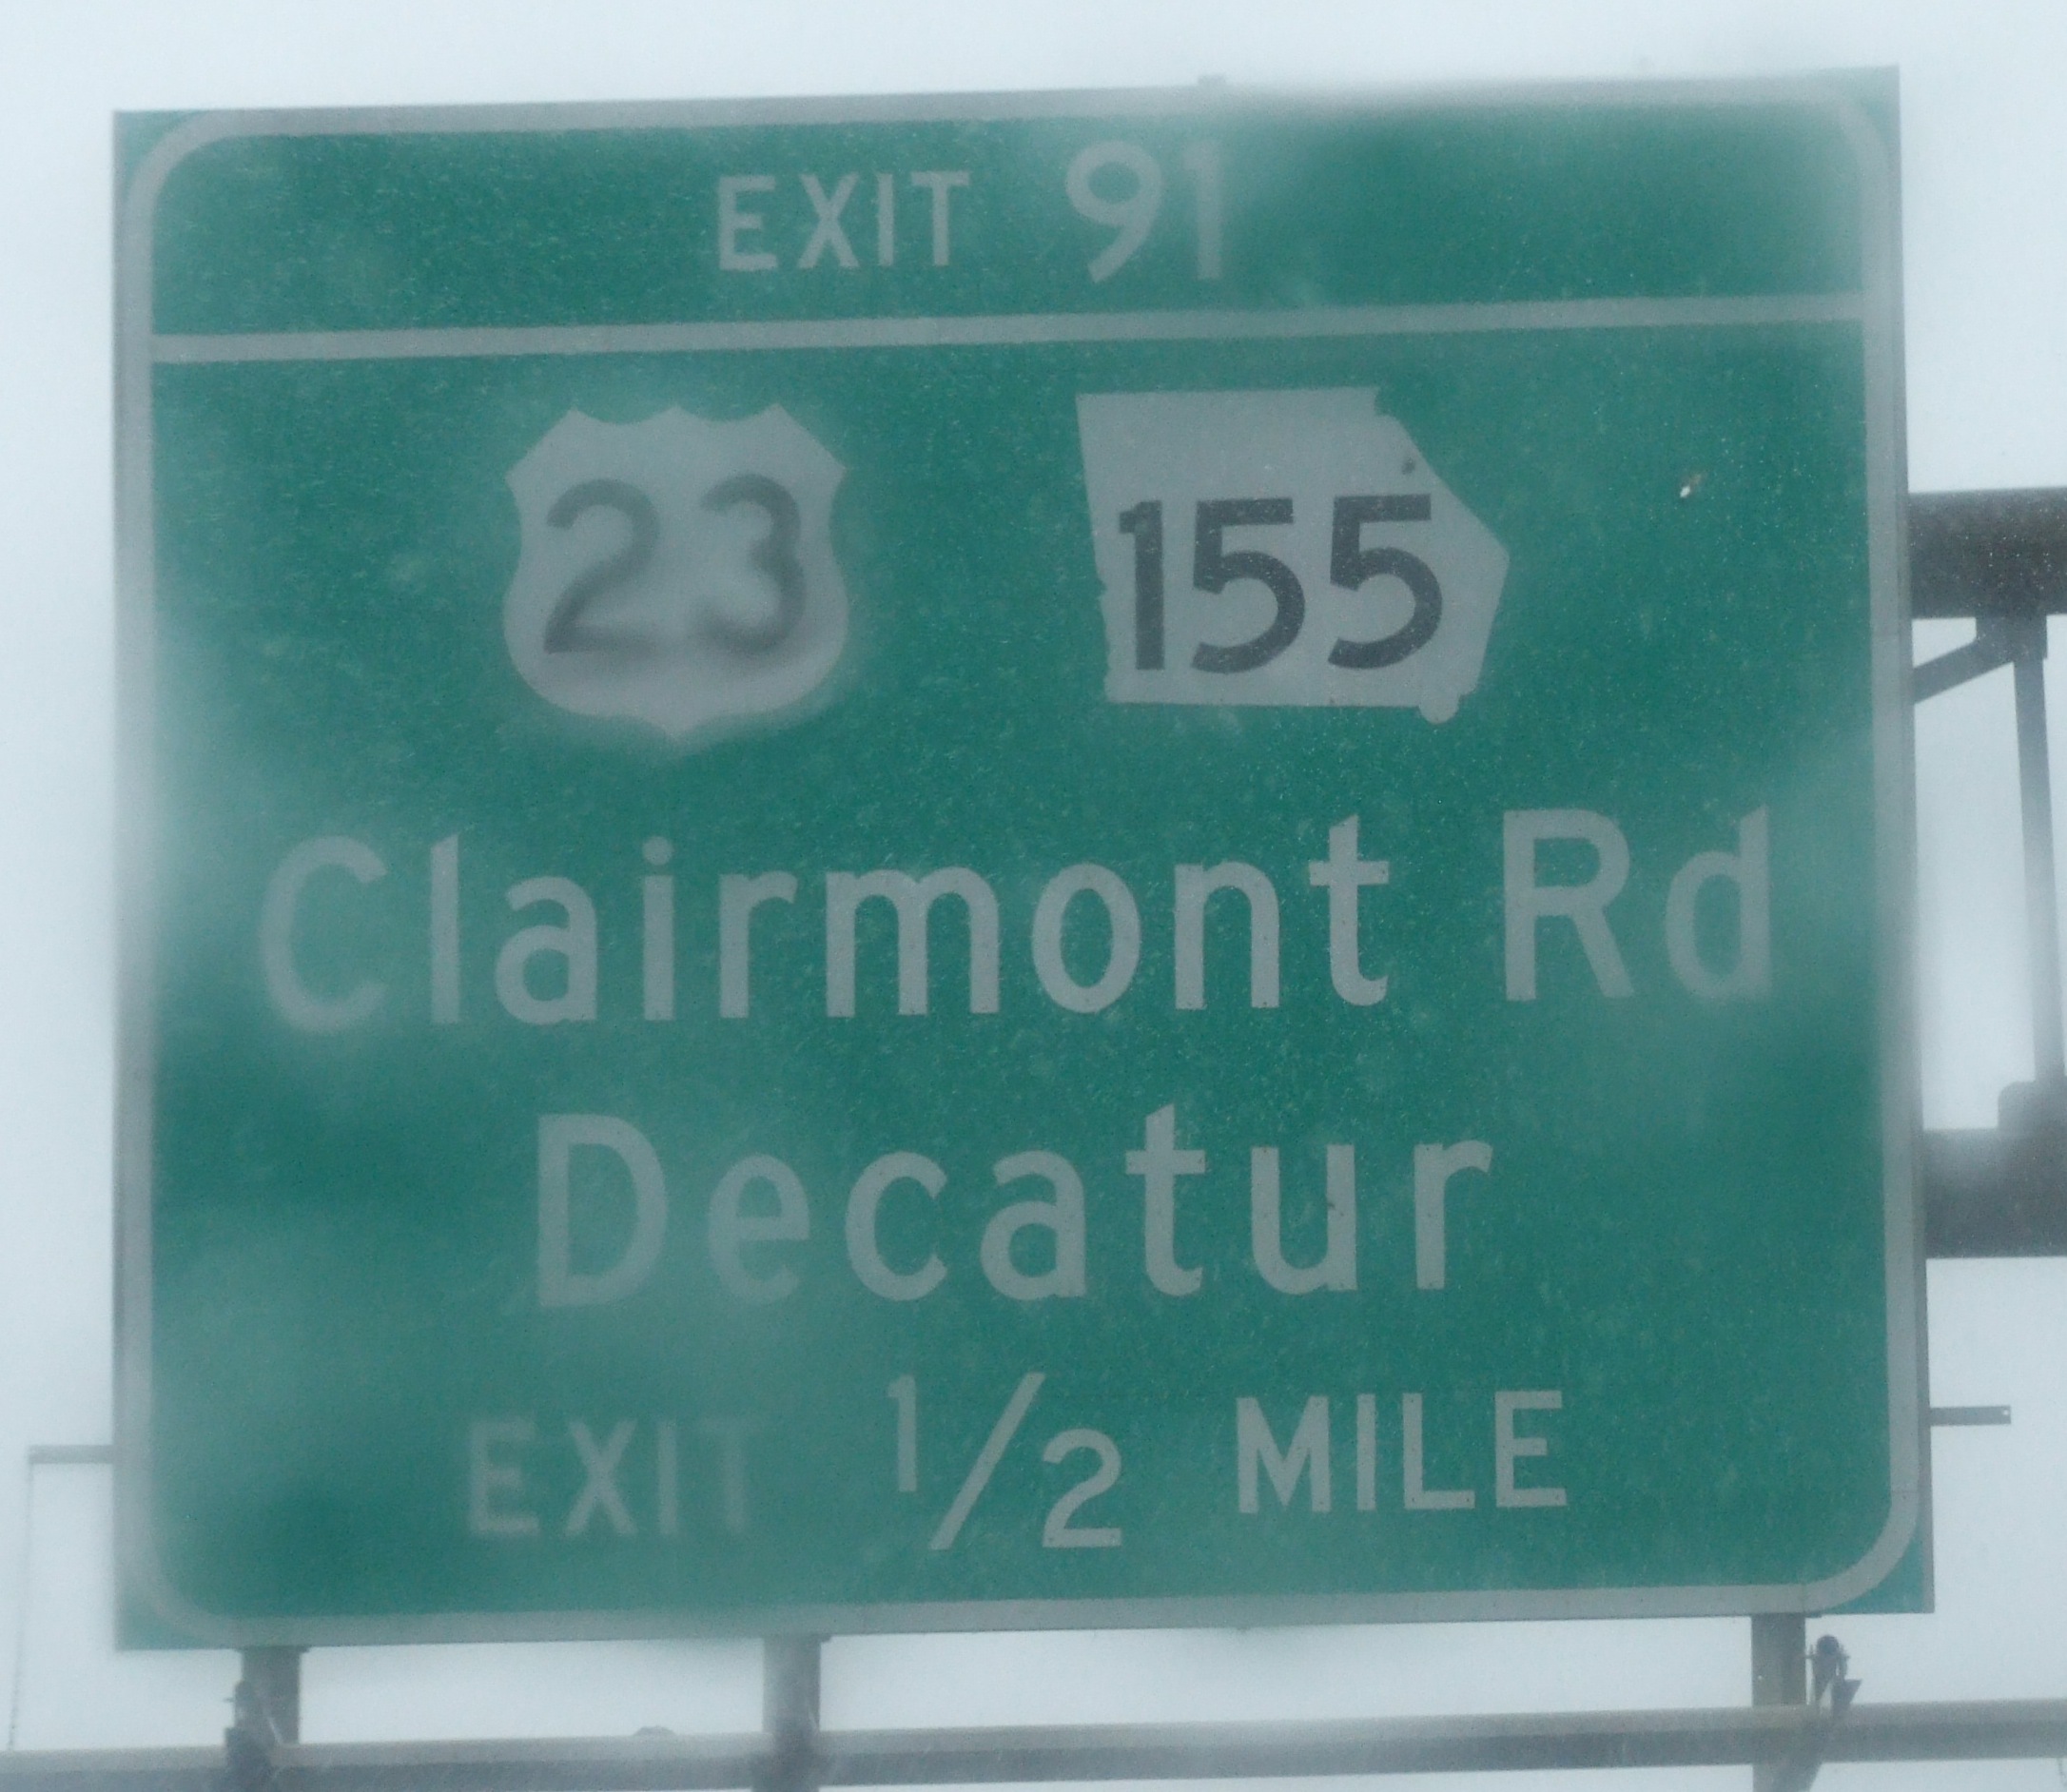 EXIT 91
23 155
Clairmont Rd
Decatur
EXIT 1/2 MILE